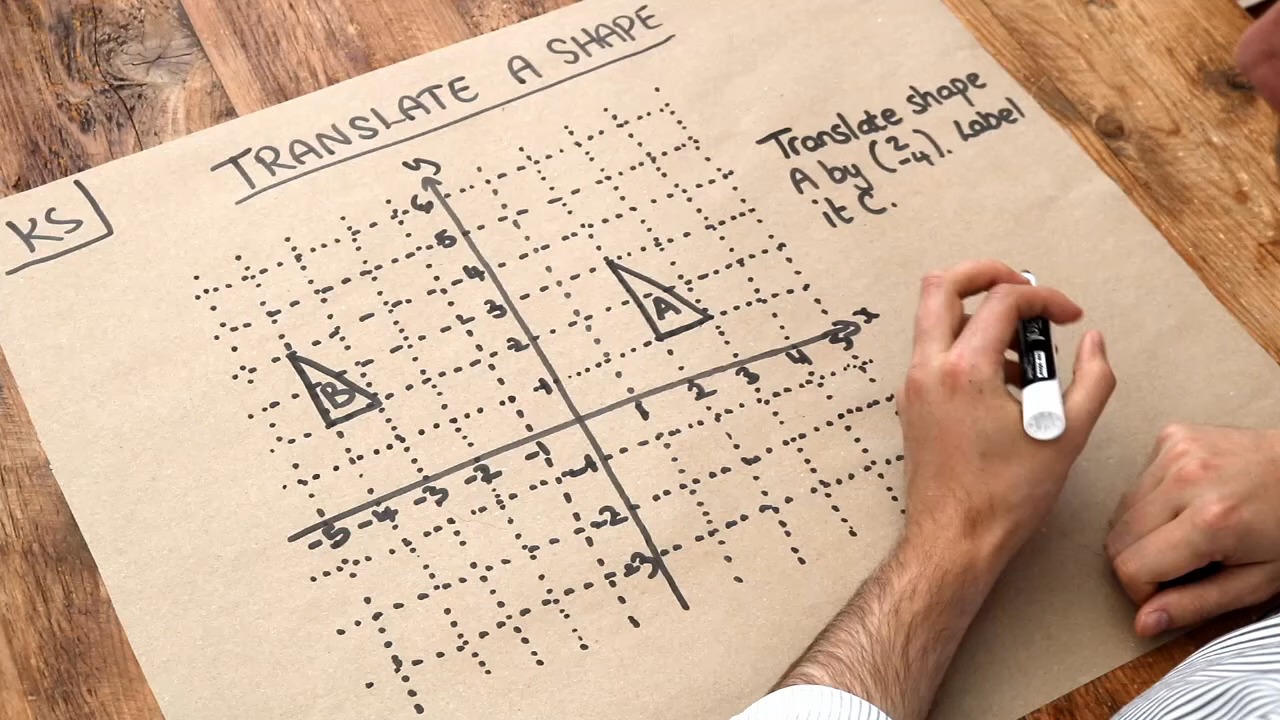 TRANSLATE A SHAPE
KS
Translate shape
A by (2
-4). Label
it C.
y
6
5
4
3
2
1
A
B
x
-5 -4 -3 -2 -1 1 2 3 4 5
-1
-2
-3